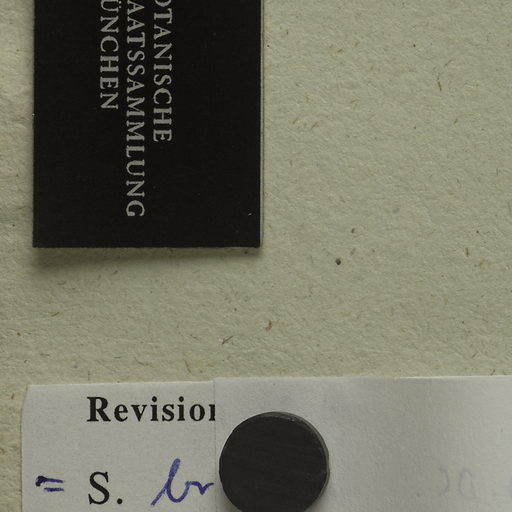 OTANISCHE
AATSSAMMLUNG
ÜNCHEN
Revision
= S. br